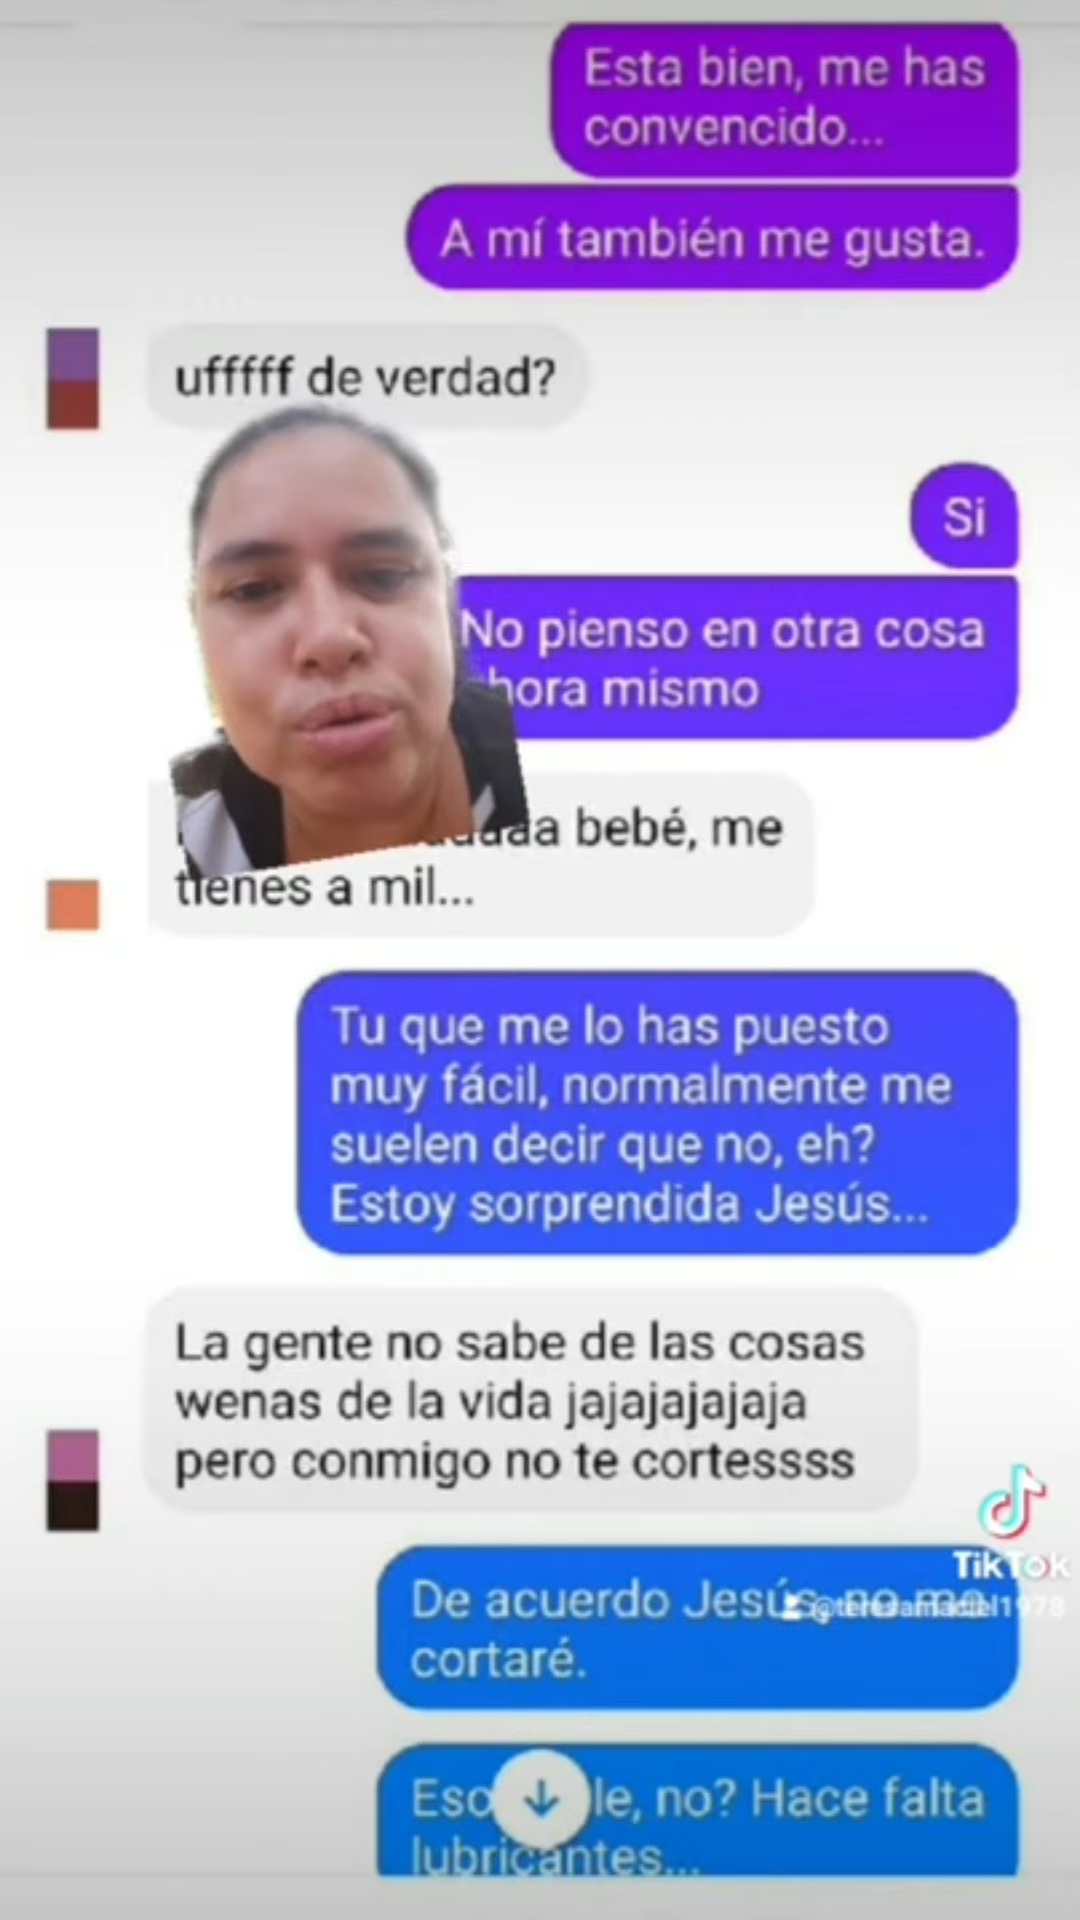 Esta bien, me has
convencido...
A mí también me gusta.
ufffff de verdad?
Si
No pienso en otra cosa
mismo
bebé, me
tienes a mil...
Tu que me lo has puesto
muy fácil, normalmente me
suelen decir que no, eh?
Estoy sorprendida Jesús...
La gente no sabe de las cosas
wenas de la vida jajajajajaja
pero conmigo no te cortessss
TikTok
De acuerdo Jesús, no me
cortaré.
no? Hace falta
lubricantes...